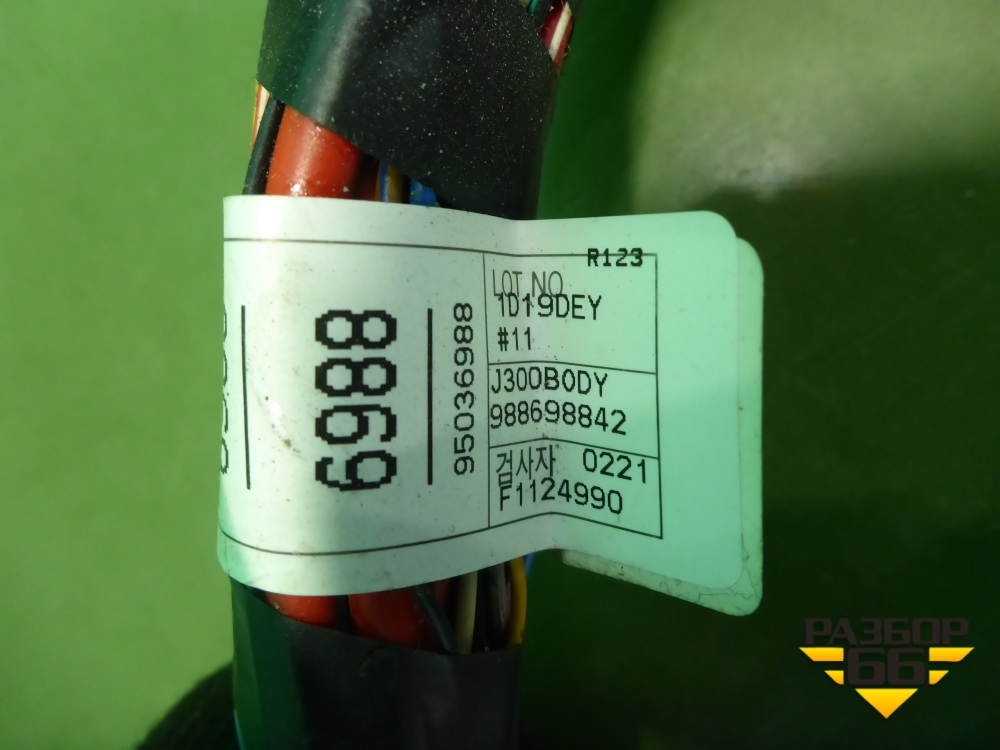 6988
95036988
R123
LOT NO
1D19DEY
#11
J300BODY
988698842
검사자 0221
F1124990
РАЗБОР
66